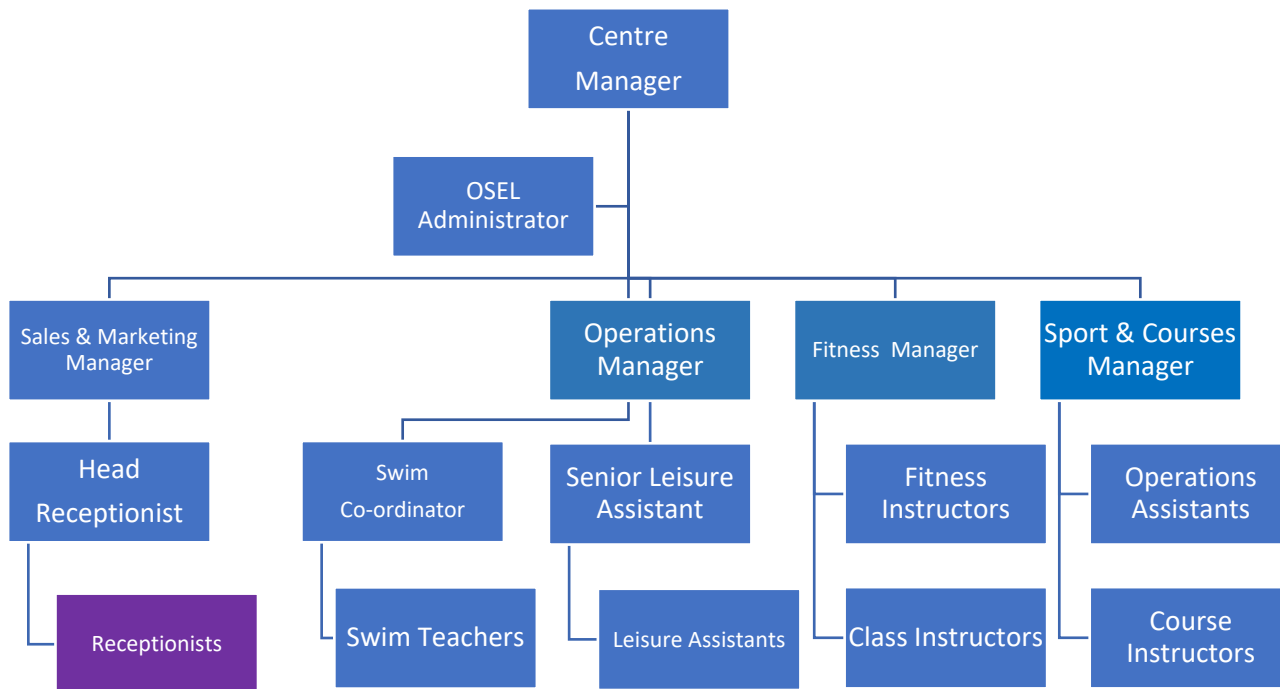 Centre
Manager
OSEL
Administrator
Sales & Marketing
Manager
Operations
Manager
Fitness Manager
Sport & Courses
Manager
Head
Receptionist
Swim
Co-ordinator
Senior Leisure
Assistant
Fitness
Instructors
Operations
Assistants
Receptionists
Swim Teachers
Leisure Assistants
Class Instructors
Course
Instructors